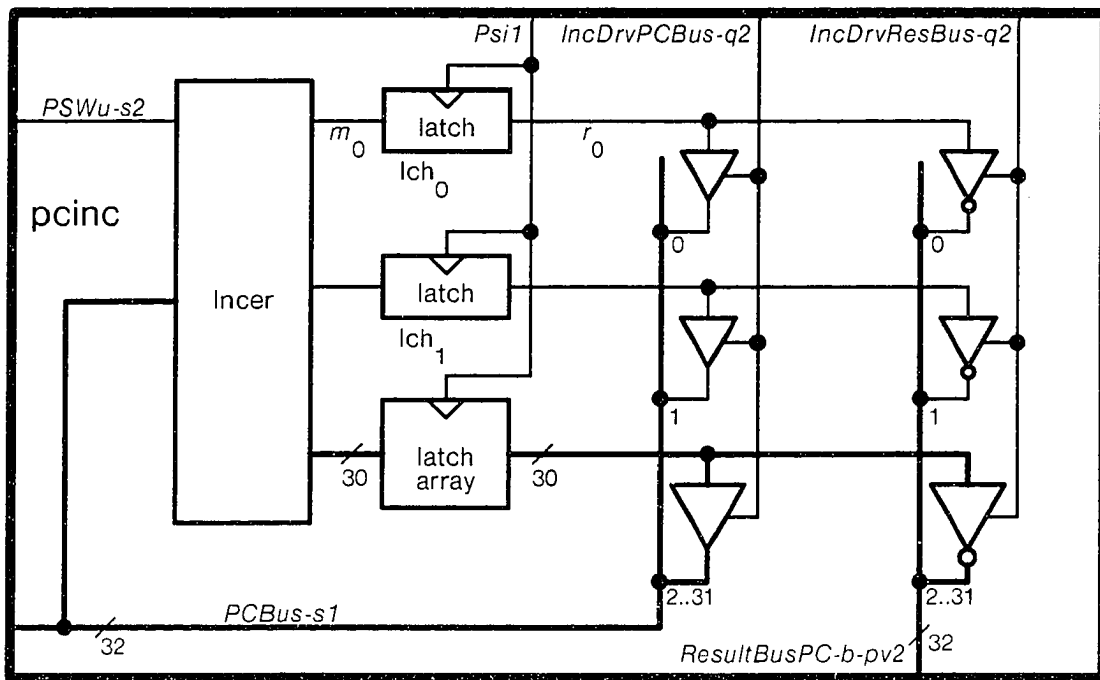 Psi1
IncDrvPCBus-q2
IncDrvResBus-q2
PSWu-s2
m0
latch
r0
lch0
pcinc
0
0
Incer
latch
lch1
1
1
30
latch
array
30
2..31
2..31
PCBus-s1
32
ResultBusPC-b-pv2
32